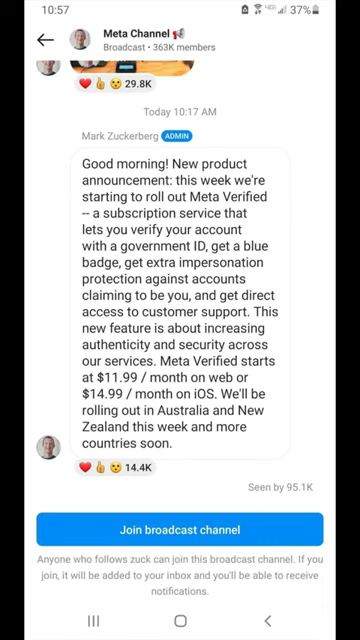 10:57
37%
Meta Channel
Broadcast • 363K members
29.8K
Today 10:17 AM
Mark Zuckerberg ADMIN
Good morning! New product
announcement: this week we're
starting to roll out Meta Verified
-- a subscription service that
lets you verify your account
with a government ID, get a blue
badge, get extra impersonation
protection against accounts
claiming to be you, and get direct
access to customer support. This
new feature is about increasing
authenticity and security across
our services. Meta Verified starts
at $11.99 / month on web or
$14.99 / month on iOS. We'll be
rolling out in Australia and New
Zealand this week and more
countries soon.
14.4K
Seen by 95.1K
Join broadcast channel
Anyone who follows zuck can join this broadcast channel. If you
join, it will be added to your inbox and you'll be able to receive
notifications.